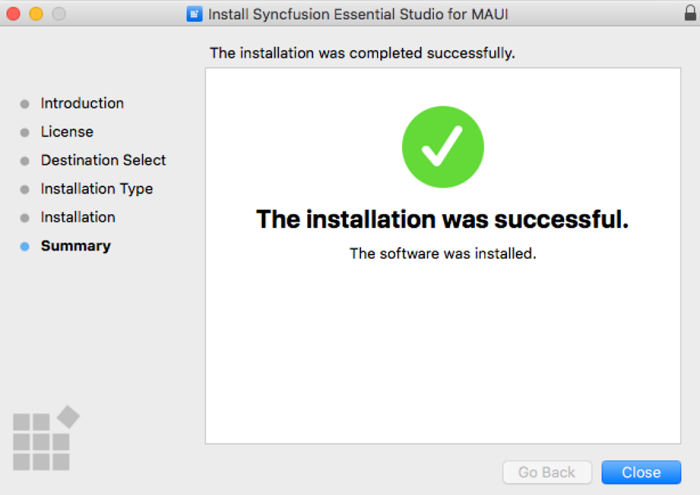 Install Syncfusion Essential Studio for MAUI
The installation was completed successfully.
Introduction
License
Destination Select
Installation Type
Installation
Summary
The installation was successful.
The software was installed.
Go Back
Close